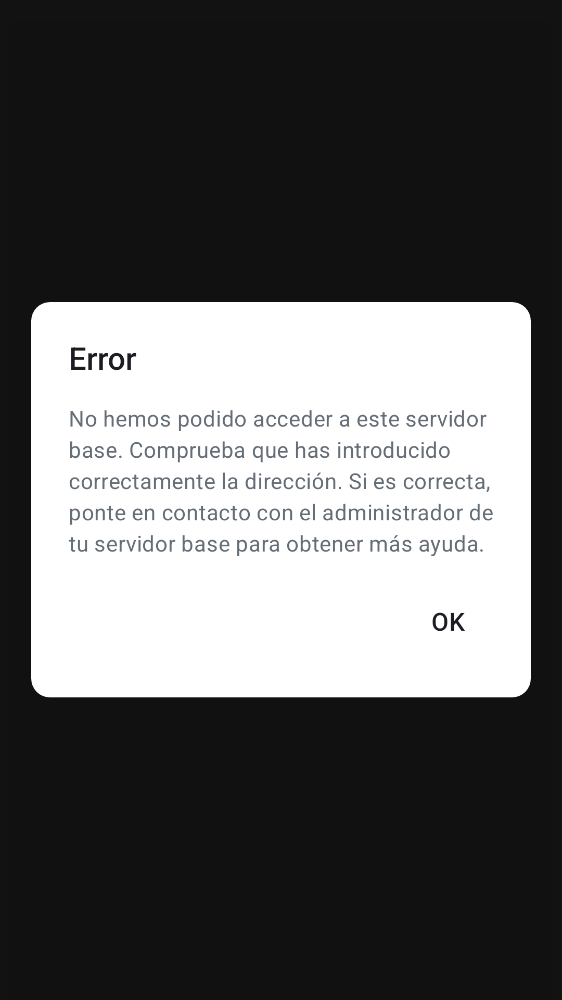 Error
No hemos podido acceder a este servidor
base. Comprueba que has introducido
correctamente la dirección. Si es correcta,
ponte en contacto con el administrador de
tu servidor base para obtener más ayuda.
OK